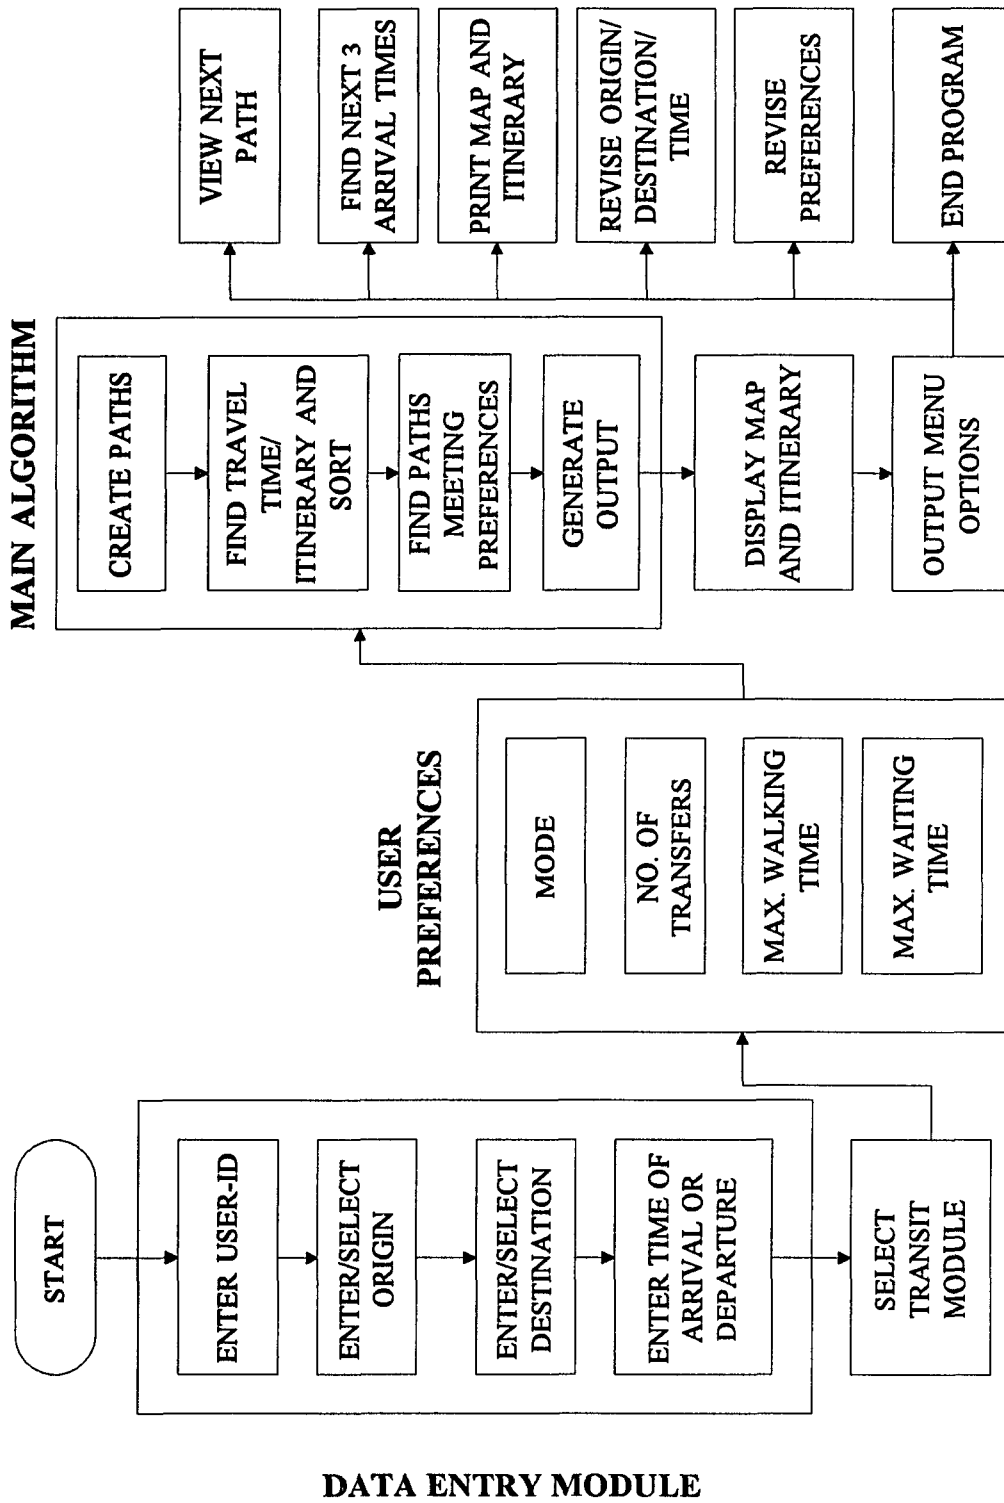 DATA ENTRY MODULE
START
ENTER USER-ID
ENTER/SELECT
ORIGIN
ENTER/SELECT
DESTINATION
ENTER TIME OF
ARRIVAL OR
DEPARTURE
SELECT
TRANSIT
MODULE
USER
PREFERENCES
MODE
NO. OF
TRANSFERS
MAX. WALKING
TIME
MAX. WAITING
TIME
MAIN ALGORITHM
CREATE PATHS
FIND TRAVEL
TIME/
ITINERARY AND
SORT
FIND PATHS
MEETING
PREFERENCES
GENERATE
OUTPUT
DISPLAY MAP
AND ITINERARY
OUTPUT MENU
OPTIONS
VIEW NEXT
PATH
FIND NEXT 3
ARRIVAL TIMES
PRINT MAP AND
ITINERARY
REVISE ORIGIN/
DESTINATION/
TIME
REVISE
PREFERENCES
END PROGRAM